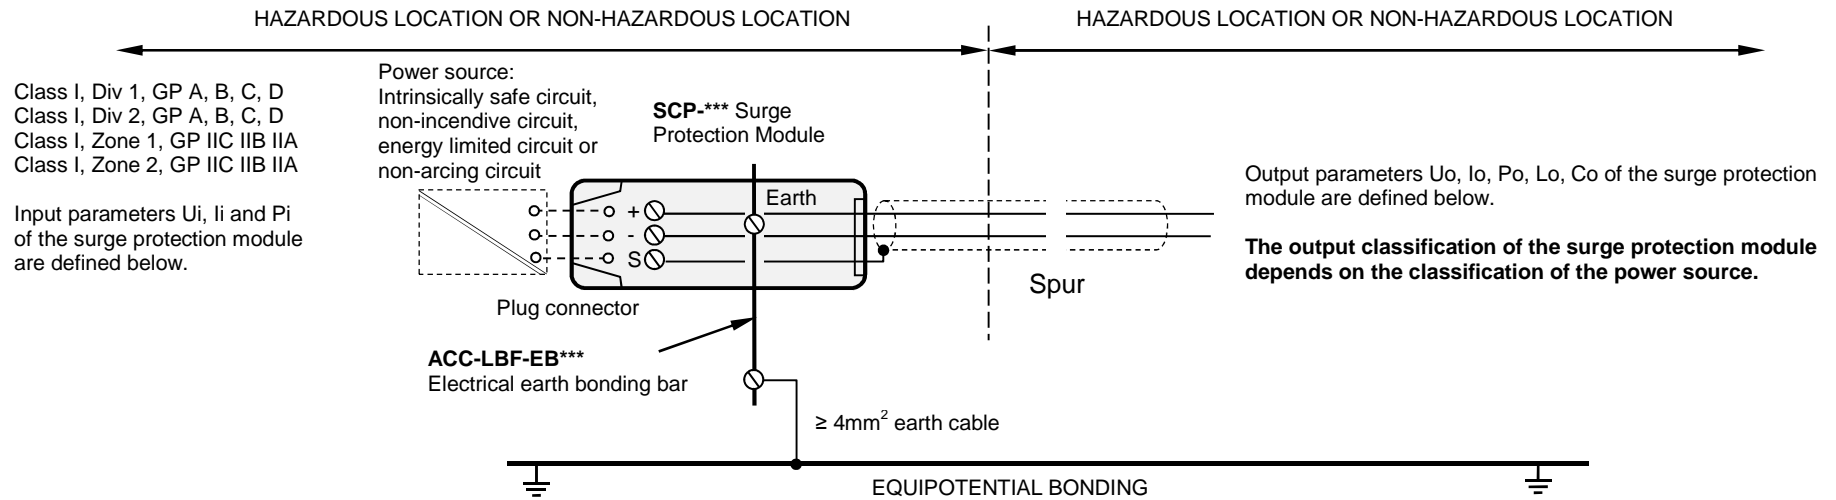 HAZARDOUS LOCATION OR NON-HAZARDOUS LOCATION
HAZARDOUS LOCATION OR NON-HAZARDOUS LOCATION
Class I, Div 1, GP A, B, C, D
Class I, Div 2, GP A, B, C, D
Class I, Zone 1, GP IIC IIB IIA
Class I, Zone 2, GP IIC IIB IIA
Input parameters Ui, Ii and Pi
of the surge protection module
are defined below.
Power source:
Intrinsically safe circuit,
non-incendive circuit,
energy limited circuit or
non-arcing circuit
SCP-*** Surge
Protection Module
Earth
+
-
S
Plug connector
ACC-LBF-EB***
Electrical earth bonding bar
≥ 4mm² earth cable
Spur
Output parameters Uo, Io, Po, Lo, Co of the surge protection
module are defined below.
The output classification of the surge protection module
depends on the classification of the power source.
EQUIPOTENTIAL BONDING